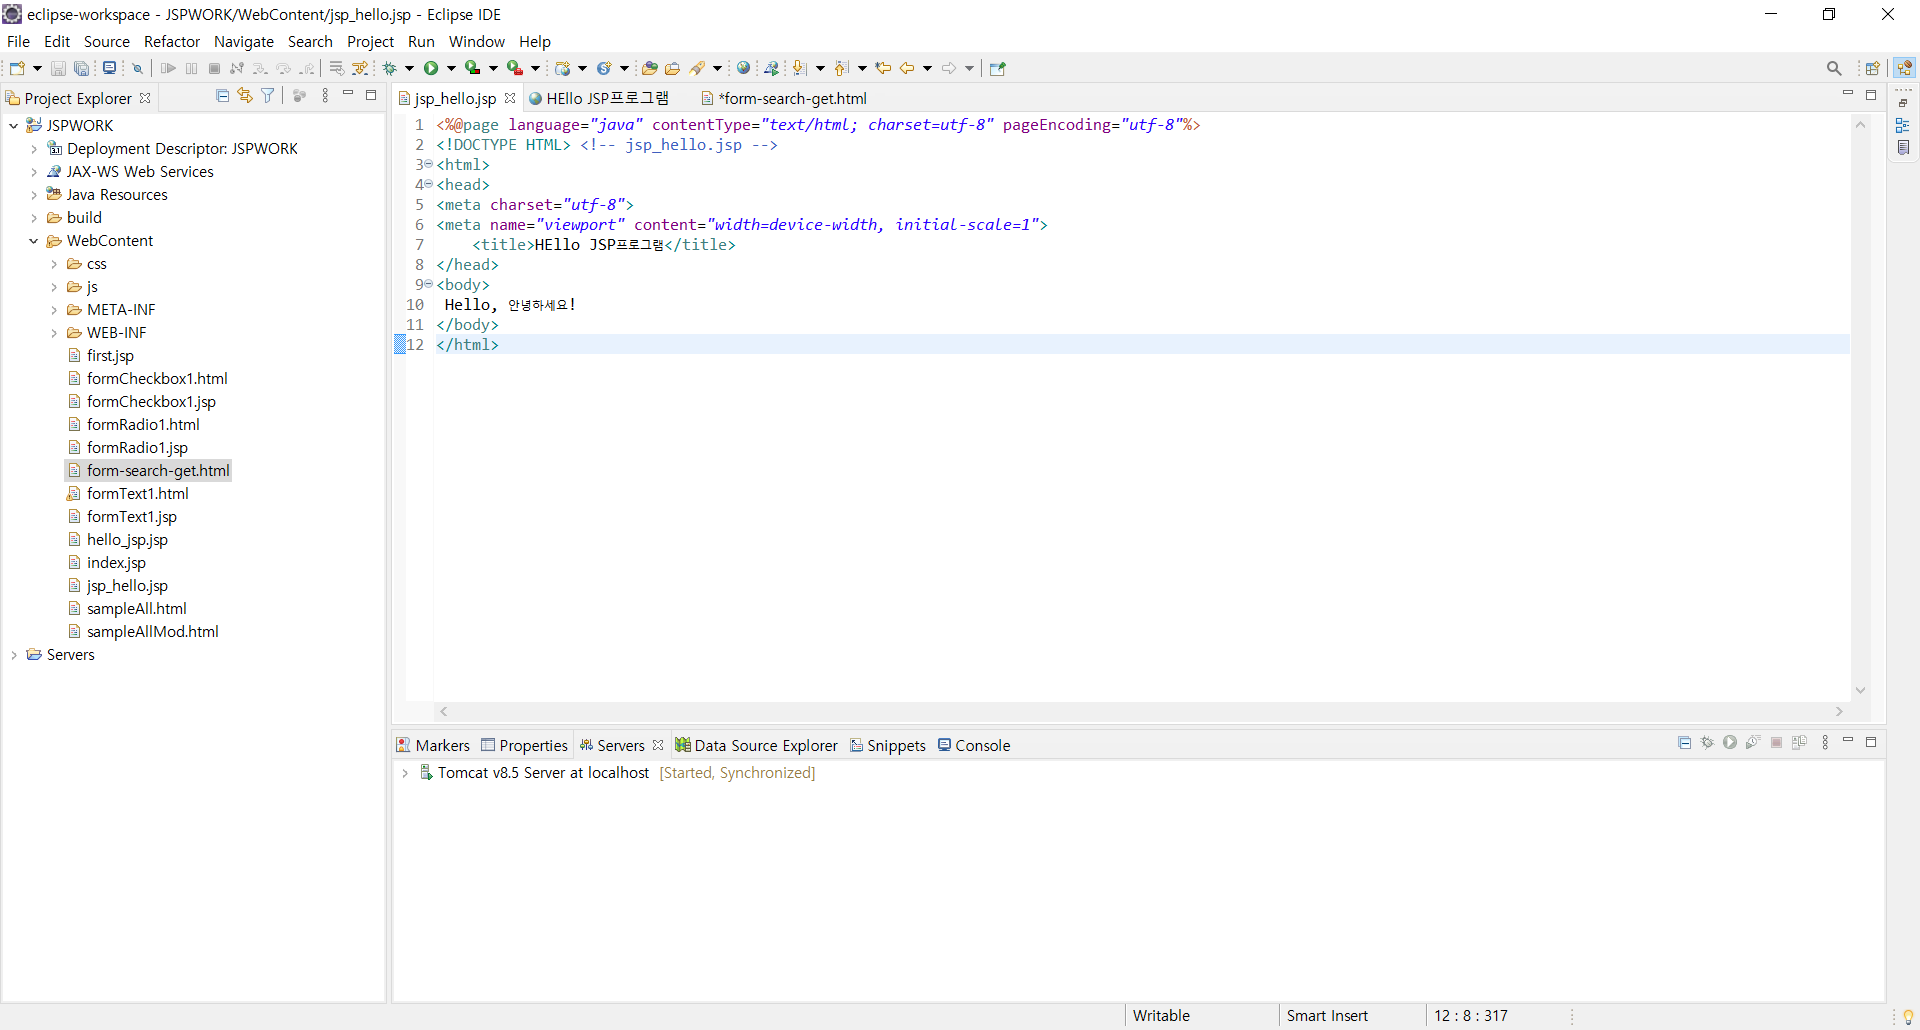 eclipse-workspace - JSPWORK/WebContent/jsp_hello.jsp - Eclipse IDE
File Edit Source Refactor Navigate Search Project Run Window Help
Project Explorer
JSPWORK
Deployment Descriptor: JSPWORK
JAX-WS Web Services
Java Resources
build
WebContent
css
js
META-INF
WEB-INF
first.jsp
formCheckbox1.html
formCheckbox1.jsp
formRadio1.html
formRadio1.jsp
form-search-get.html
formText1.html
formText1.jsp
hello_jsp.jsp
index.jsp
jsp_hello.jsp
sampleAll.html
sampleAllMod.html
Servers
jsp_hello.jsp HEllo JSP프로그램 *form-search-get.html
1 <%@page language="java" contentType="text/html; charset=utf-8" pageEncoding="utf-8"%>
2 <!DOCTYPE HTML> <!-- jsp_hello.jsp -->
3 <html>
4 <head>
5 <meta charset="utf-8">
6 <meta name="viewport" content="width=device-width, initial-scale=1">
7 <title>HEllo JSP프로그램</title>
8 </head>
9 <body>
10 Hello, 안녕하세요!
11 </body>
12 </html>
Markers Properties Servers Data Source Explorer Snippets Console
Tomcat v8.5 Server at localhost [Started, Synchronized]
Writable Smart Insert 12 : 8 : 317